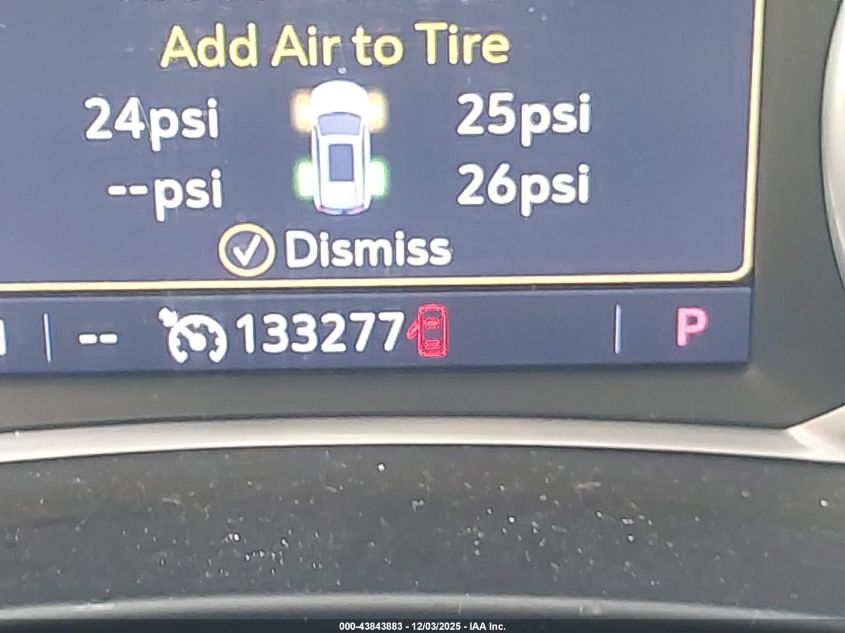 Add Air to Tire
24psi 25psi
--psi 26psi
Dismiss
-- 133277 P
000-43843883 - 12/03/2025 - IAA Inc.